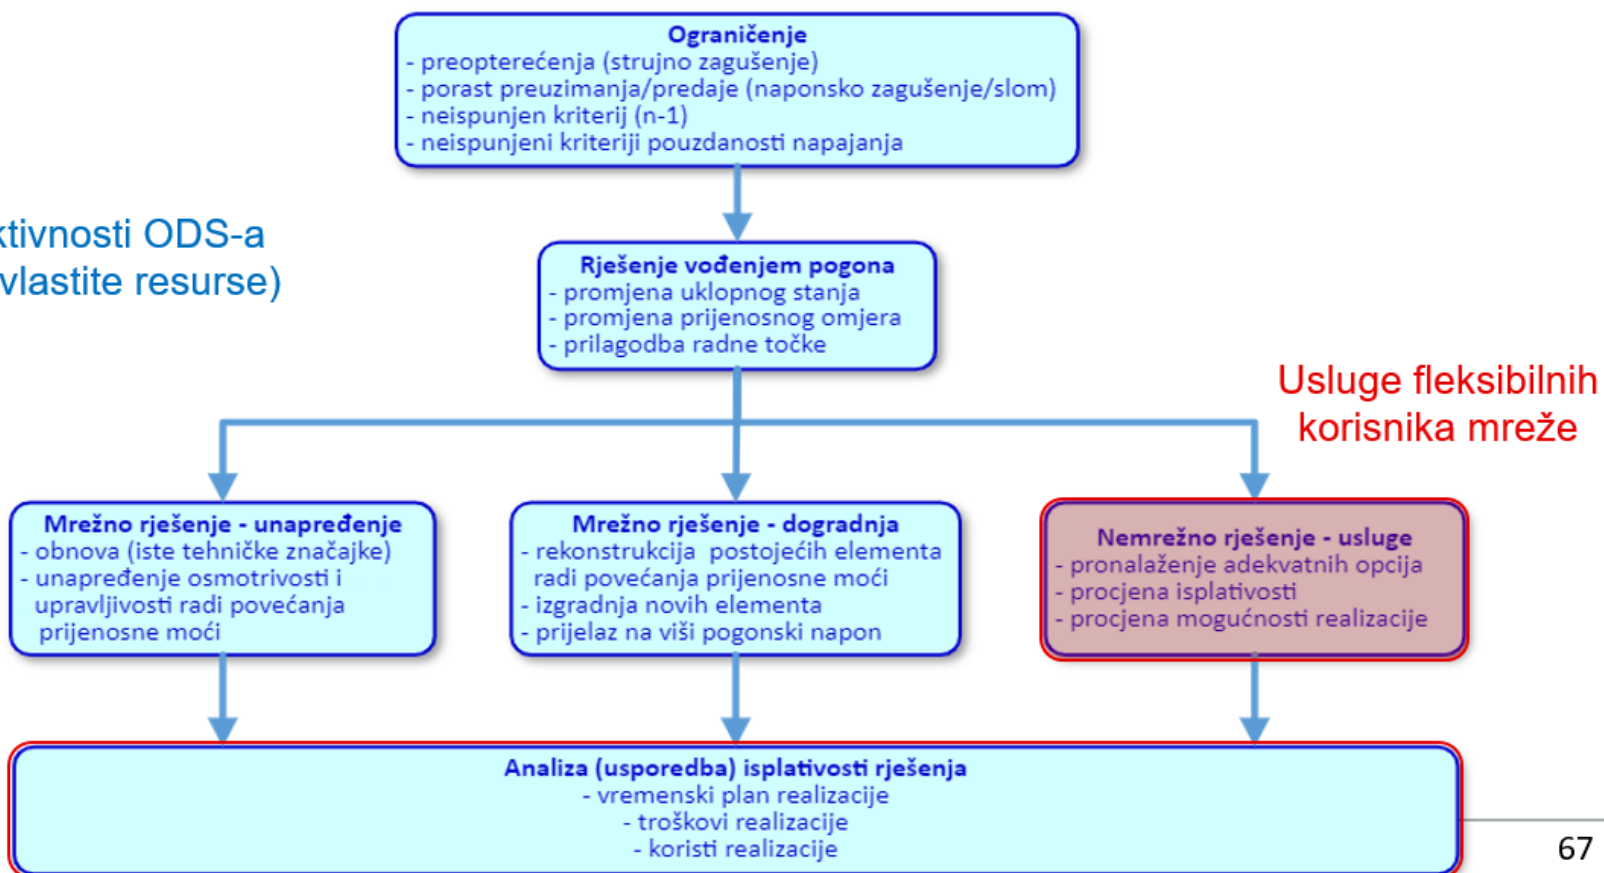 Ograničenje
- preopterećenja (strujno zagušenje)
- porast preuzimanja/predaje (naponsko zagušenje/slom)
- neispunjen kriterij (n-1)
- neispunjeni kriteriji pouzdanosti napajanja
ktivnosti ODS-a
vlastite resurse)
Rješenje vođenjem pogona
- promjena uklopnog stanja
- promjena prijenosnog omjera
- prilagodba radne točke
Usluge fleksibilnih
korisnika mreže
Mrežno rješenje - unapređenje
- obnova (iste tehničke značajke)
- unapređenje osmotrivosti i
upravljivosti radi povećanja
prijenosne moći
Mrežno rješenje - dogradnja
- rekonstrukcija postojećih elementa
radi povećanja prijenosne moći
- izgradnja novih elementa
- prijelaz na viši pogonski napon
Nemrežno rješenje - usluge
- pronalaženje adekvatnih opcija
- procjena isplativosti
- procjena mogućnosti realizacije
Analiza (usporedba) isplativosti rješenja
- vremenski plan realizacije
- troškovi realizacije
- koristi realizacije
67